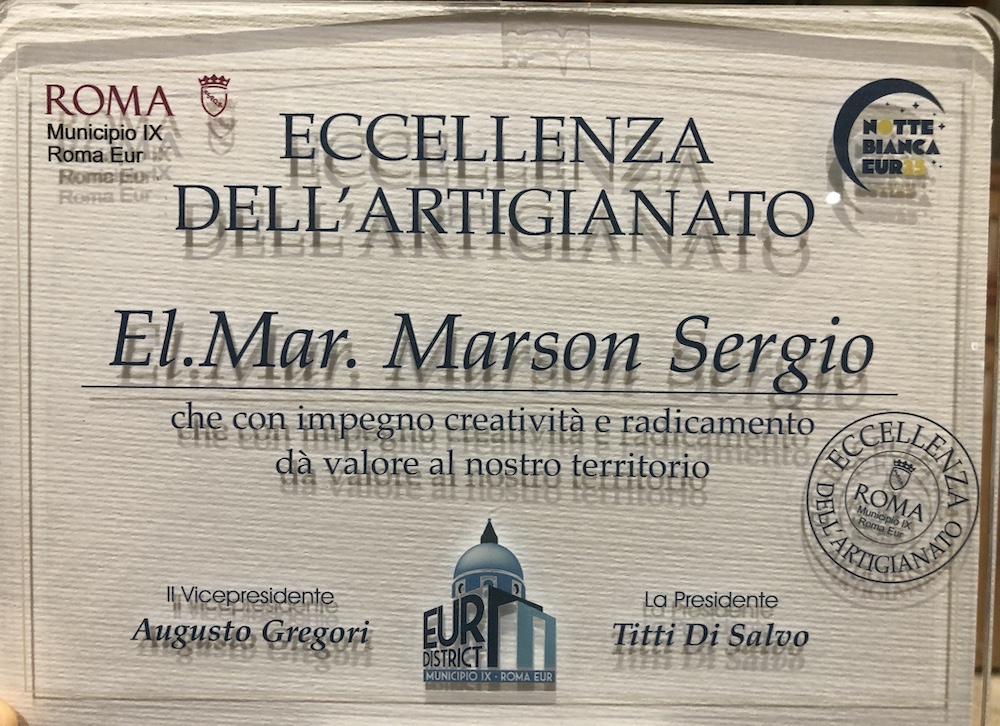 ROMA
Municipio IX
Roma Eur
NOTTE
BIANCA
EUR35
ECCELLENZA
DELL'ARTIGIANATO
El.Mar. Marson Sergio
che con impegno creatività e radicamento
dà valore al nostro territorio
ECCELLENZA DELL'ARTIGIANATO
ROMA
Municipio IX
Roma Eur
Il Vicepresidente
Augusto Gregori
EUR
DISTRICT
MUNICIPIO IX - ROMA EUR
La Presidente
Titti Di Salvo